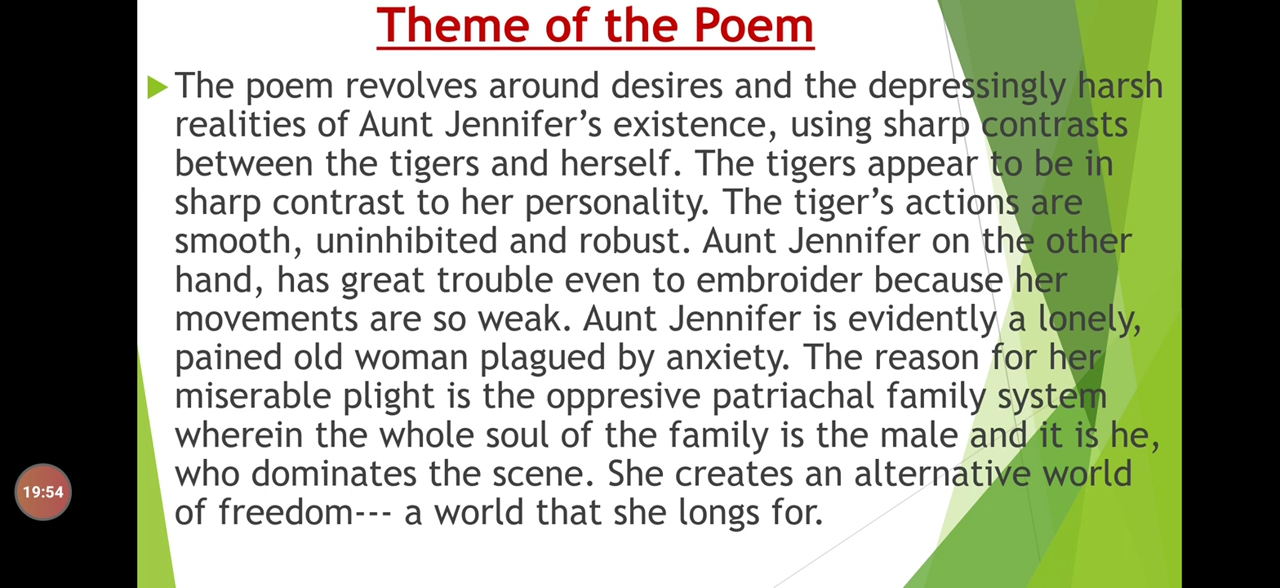 Theme of the Poem
The poem revolves around desires and the depressingly harsh
realities of Aunt Jennifer’s existence, using sharp contrasts
between the tigers and herself. The tigers appear to be in
sharp contrast to her personality. The tiger’s actions are
smooth, uninhibited and robust. Aunt Jennifer on the other
hand, has great trouble even to embroider because her
movements are so weak. Aunt Jennifer is evidently a lonely,
pained old woman plagued by anxiety. The reason for her
miserable plight is the oppresive patriachal family system
wherein the whole soul of the family is the male and it is he,
who dominates the scene. She creates an alternative world
of freedom--- a world that she longs for.
19:54